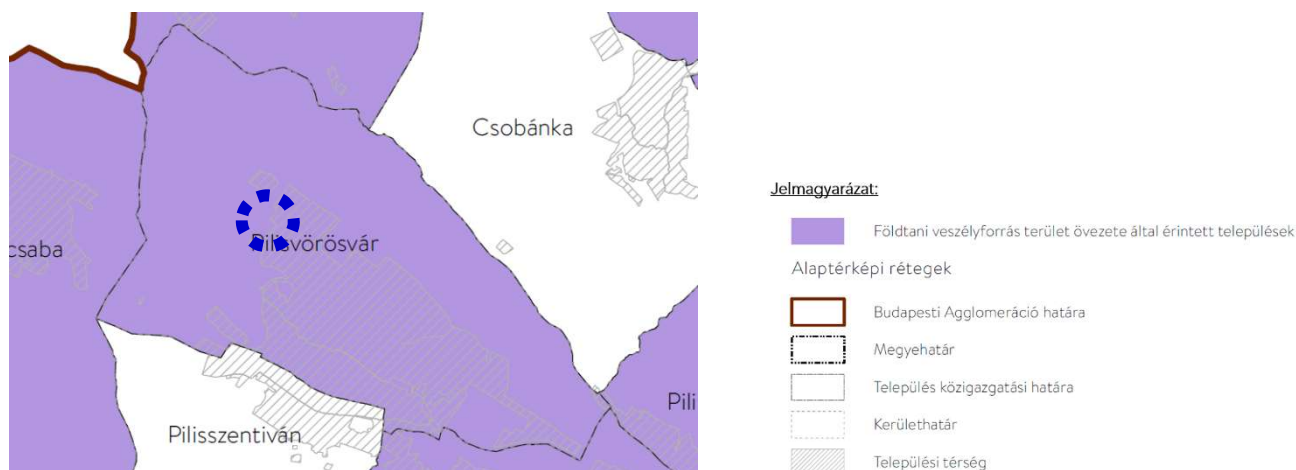 Csobánka
csaba
Pilisvörösvár
Pilisszentiván
Pili
Jelmagyarázat:
Földtani veszélyforrás terület övezete által érintett települések
Alaptérképi rétegek
Budapesti Agglomeráció határa
Megyehatár
Település közigazgatási határa
Kerülethatár
Települési térség